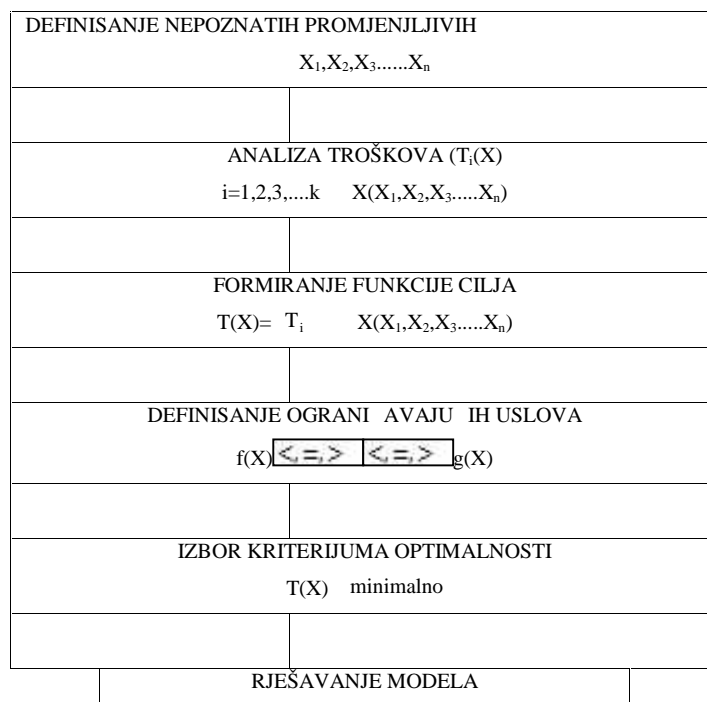 DEFINISANJE NEPOZNATIH PROMJENJLJIVIH
X₁,X₂,X₃......Xₙ
ANALIZA TROŠKOVA (Tᵢ(X)
i=1,2,3,....k X(X₁,X₂,X₃.....Xₙ)
FORMIRANJE FUNKCIJE CILJA
T(X)= Tᵢ X(X₁,X₂,X₃.....Xₙ)
DEFINISANJE OGRANI AVAJU IH USLOVA
f(X) <,=,> <,=,> g(X)
IZBOR KRITERIJUMA OPTIMALNOSTI
T(X) minimalno
RJEŠAVANJE MODELA